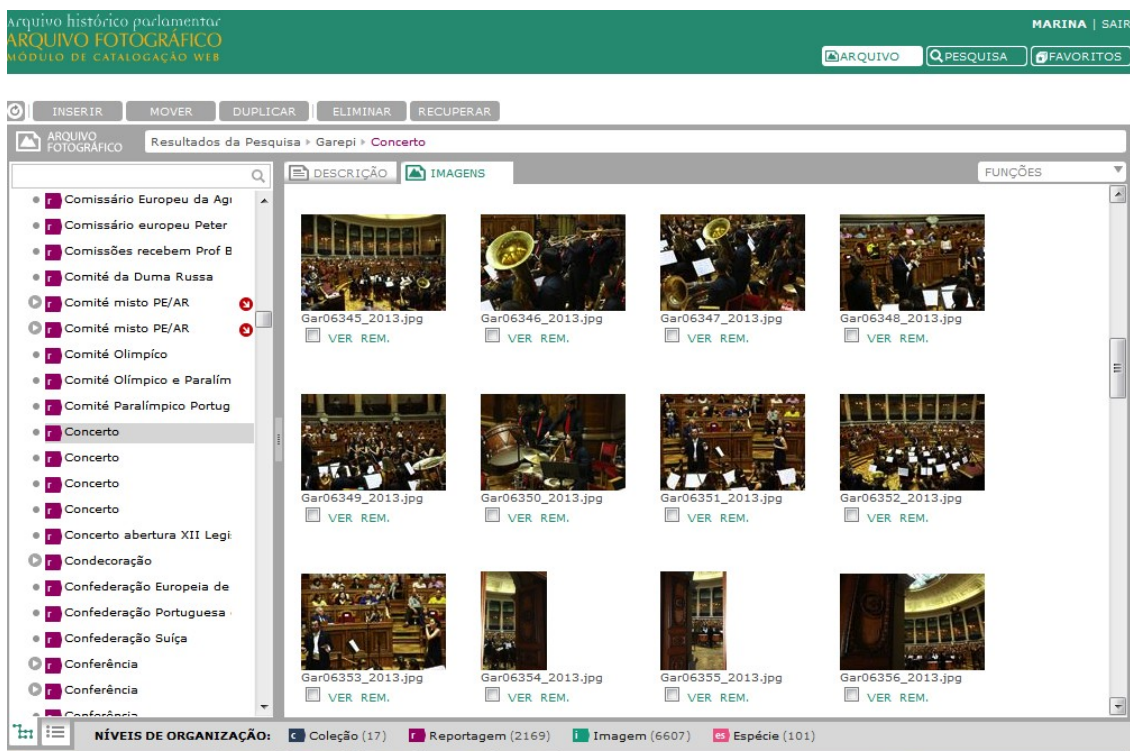 Arquivo histórico parlamentar
ARQUIVO FOTOGRÁFICO
MÓDULO DE CATALOGAÇÃO WEB
MARINA | SAIR
ARQUIVO PESQUISA FAVORITOS
INSERIR MOVER DUPLICAR ELIMINAR RECUPERAR
ARQUIVO
FOTOGRÁFICO
Resultados da Pesquisa › Garepi › Concerto
DESCRIÇÃO IMAGENS FUNÇÕES
r Comissário Europeu da Agr
r Comissário europeu Peter
r Comissões recebem Prof B
r Comité da Duma Russa
r Comité misto PE/AR
r Comité misto PE/AR
r Comité Olimpíco
r Comité Olímpico e Paralím
r Comité Paralímpico Portug
r Concerto
r Concerto
r Concerto
r Concerto
r Concerto abertura XII Legi
r Condecoração
r Confederação Europeia de
r Confederação Portuguesa
r Confederação Suíça
r Conferência
r Conferência
r Conferência
Gar06345_2013.jpg Gar06346_2013.jpg Gar06347_2013.jpg Gar06348_2013.jpg
VER REM. VER REM. VER REM. VER REM.
Gar06349_2013.jpg Gar06350_2013.jpg Gar06351_2013.jpg Gar06352_2013.jpg
VER REM. VER REM. VER REM. VER REM.
Gar06353_2013.jpg Gar06354_2013.jpg Gar06355_2013.jpg Gar06356_2013.jpg
VER REM. VER REM. VER REM. VER REM.
NÍVEIS DE ORGANIZAÇÃO: c Coleção (17) r Reportagem (2169) i Imagem (6607) es Espécie (101)